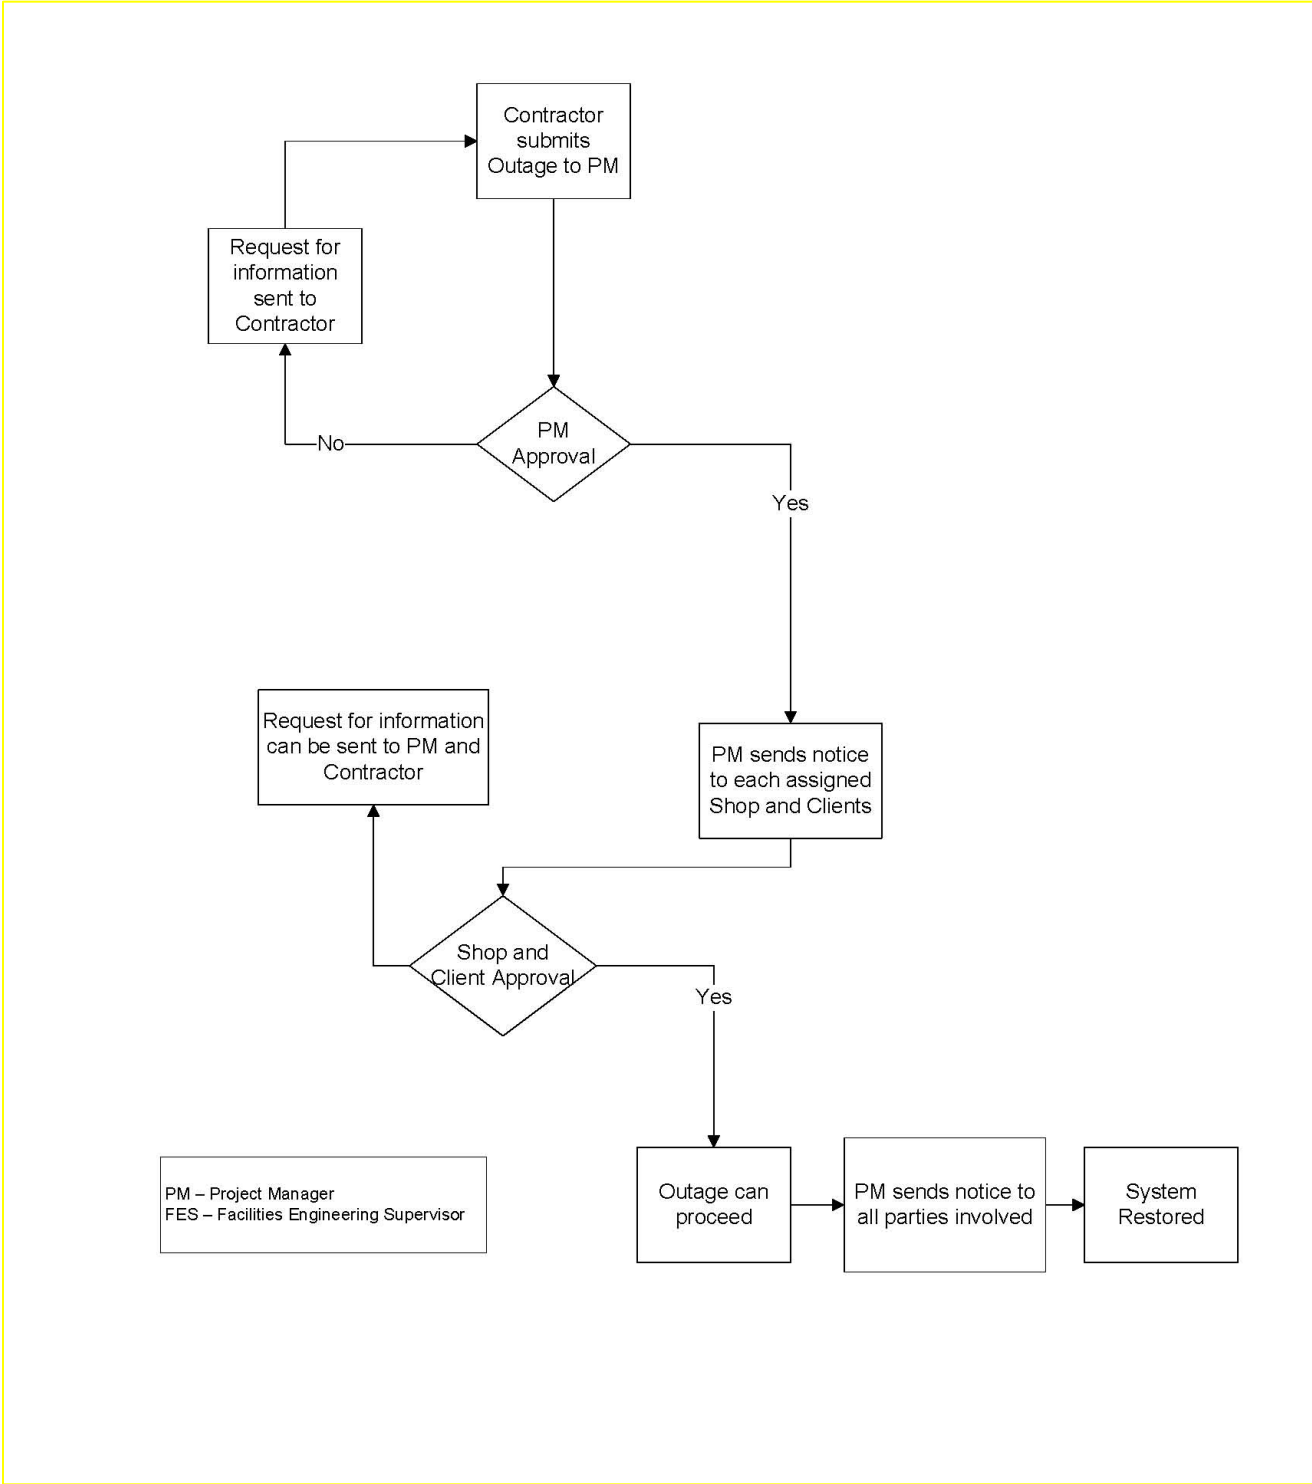 Contractor
submits
Outage to PM
Request for
information
sent to
Contractor
PM
Approval
No
Yes
Request for information
can be sent to PM and
Contractor
PM sends notice
to each assigned
Shop and Clients
Shop and
Client Approval
Yes
PM – Project Manager
FES – Facilities Engineering Supervisor
Outage can
proceed
PM sends notice to
all parties involved
System
Restored